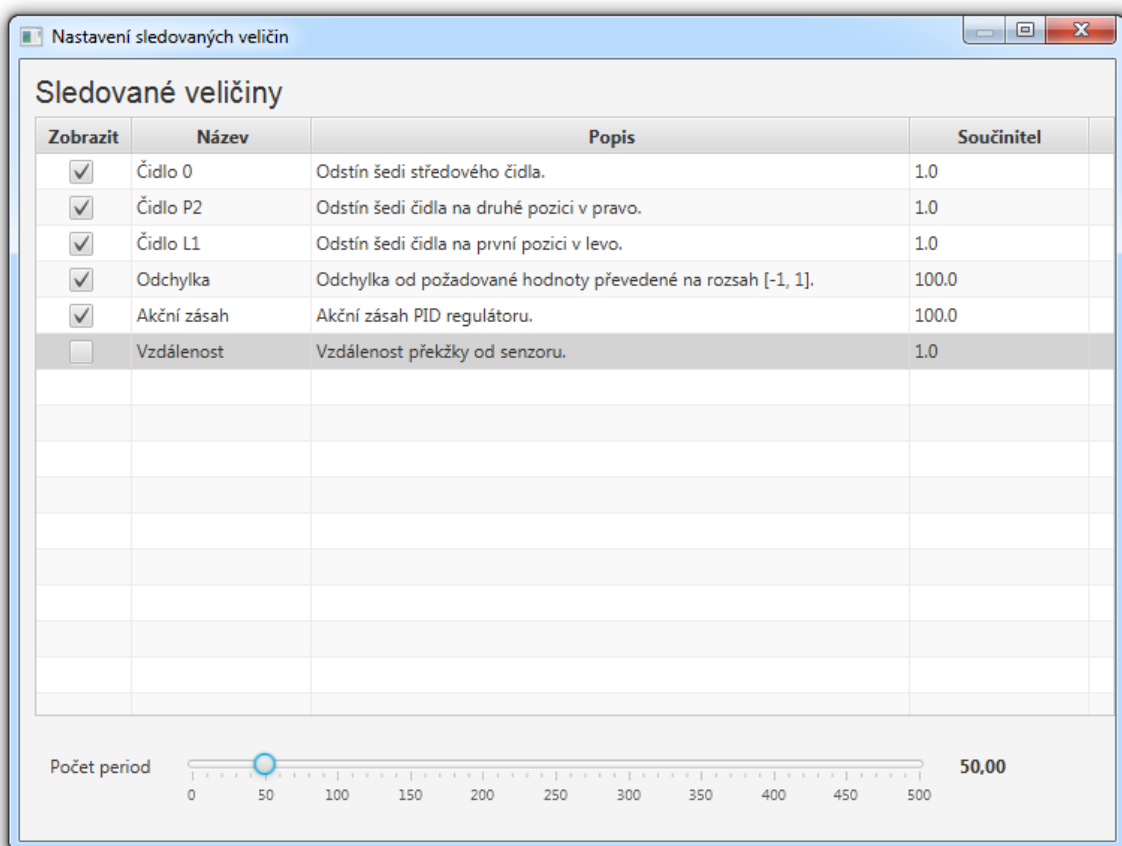 Nastavení sledovaných veličin
Sledované veličiny
Zobrazit Název Popis Součinitel
Čidlo 0 Odstín šedi středového čidla. 1.0
Čidlo P2 Odstín šedi čidla na druhé pozici v pravo. 1.0
Čidlo L1 Odstín šedi čidla na první pozici v levo. 1.0
Odchylka Odchylka od požadované hodnoty převedené na rozsah [-1, 1]. 100.0
Akční zásah Akční zásah PID regulátoru. 100.0
Vzdálenost Vzdálenost překžky od senzoru. 1.0
Počet period 50,00
0 50 100 150 200 250 300 350 400 450 500